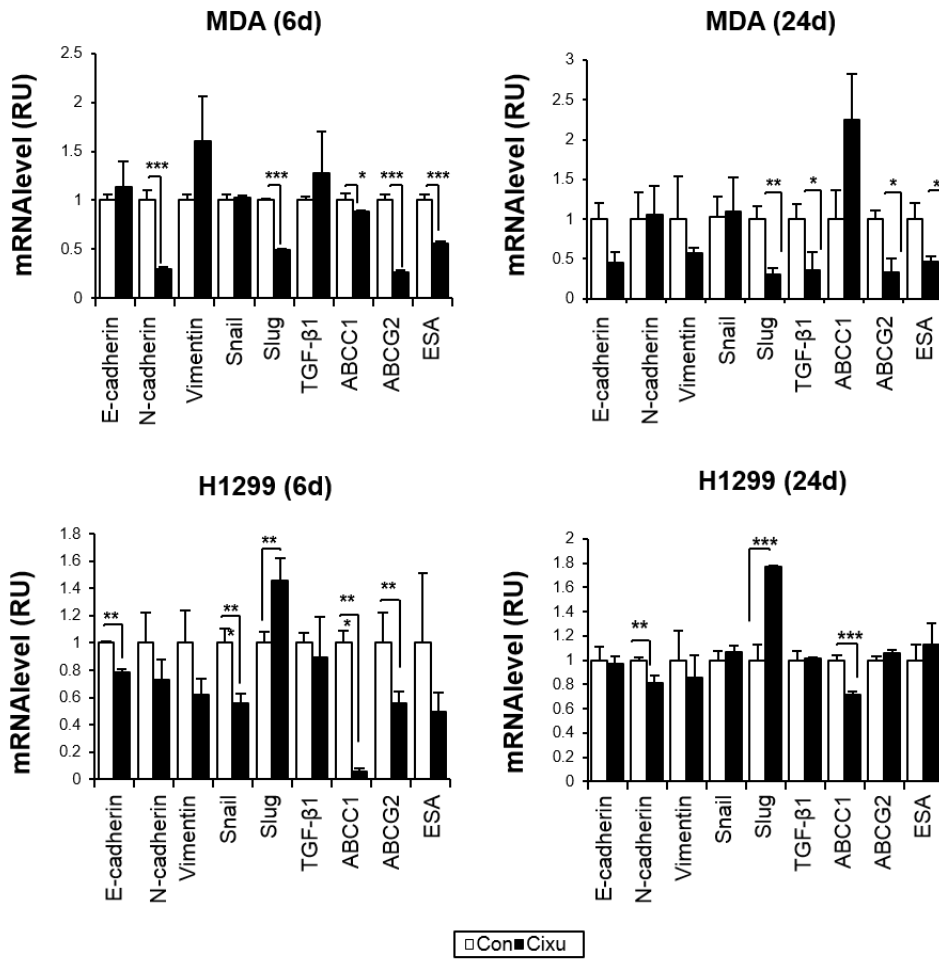 MDA (6d)
mRNAlevel (RU)
2.5
2
1.5
1
0.5
0
***
***
*
***
***
E-cadherin
N-cadherin
Vimentin
Snail
Slug
TGF-β1
ABCC1
ABCG2
ESA
MDA (24d)
mRNAlevel (RU)
3
2.5
2
1.5
1
0.5
0
**
*
*
*
E-cadherin
N-cadherin
Vimentin
Snail
Slug
TGF-β1
ABCC1
ABCG2
ESA
H1299 (6d)
mRNAlevel (RU)
1.8
1.6
1.4
1.2
1
0.8
0.6
0.4
0.2
0
**
**
*
**
**
*
**
E-cadherin
N-cadherin
Vimentin
Snail
Slug
TGF-β1
ABCC1
ABCG2
ESA
H1299 (24d)
mRNAlevel (RU)
2
1.8
1.6
1.4
1.2
1
0.8
0.6
0.4
0.2
0
**
***
***
E-cadherin
N-cadherin
Vimentin
Snail
Slug
TGF-β1
ABCC1
ABCG2
ESA
Con Cixu